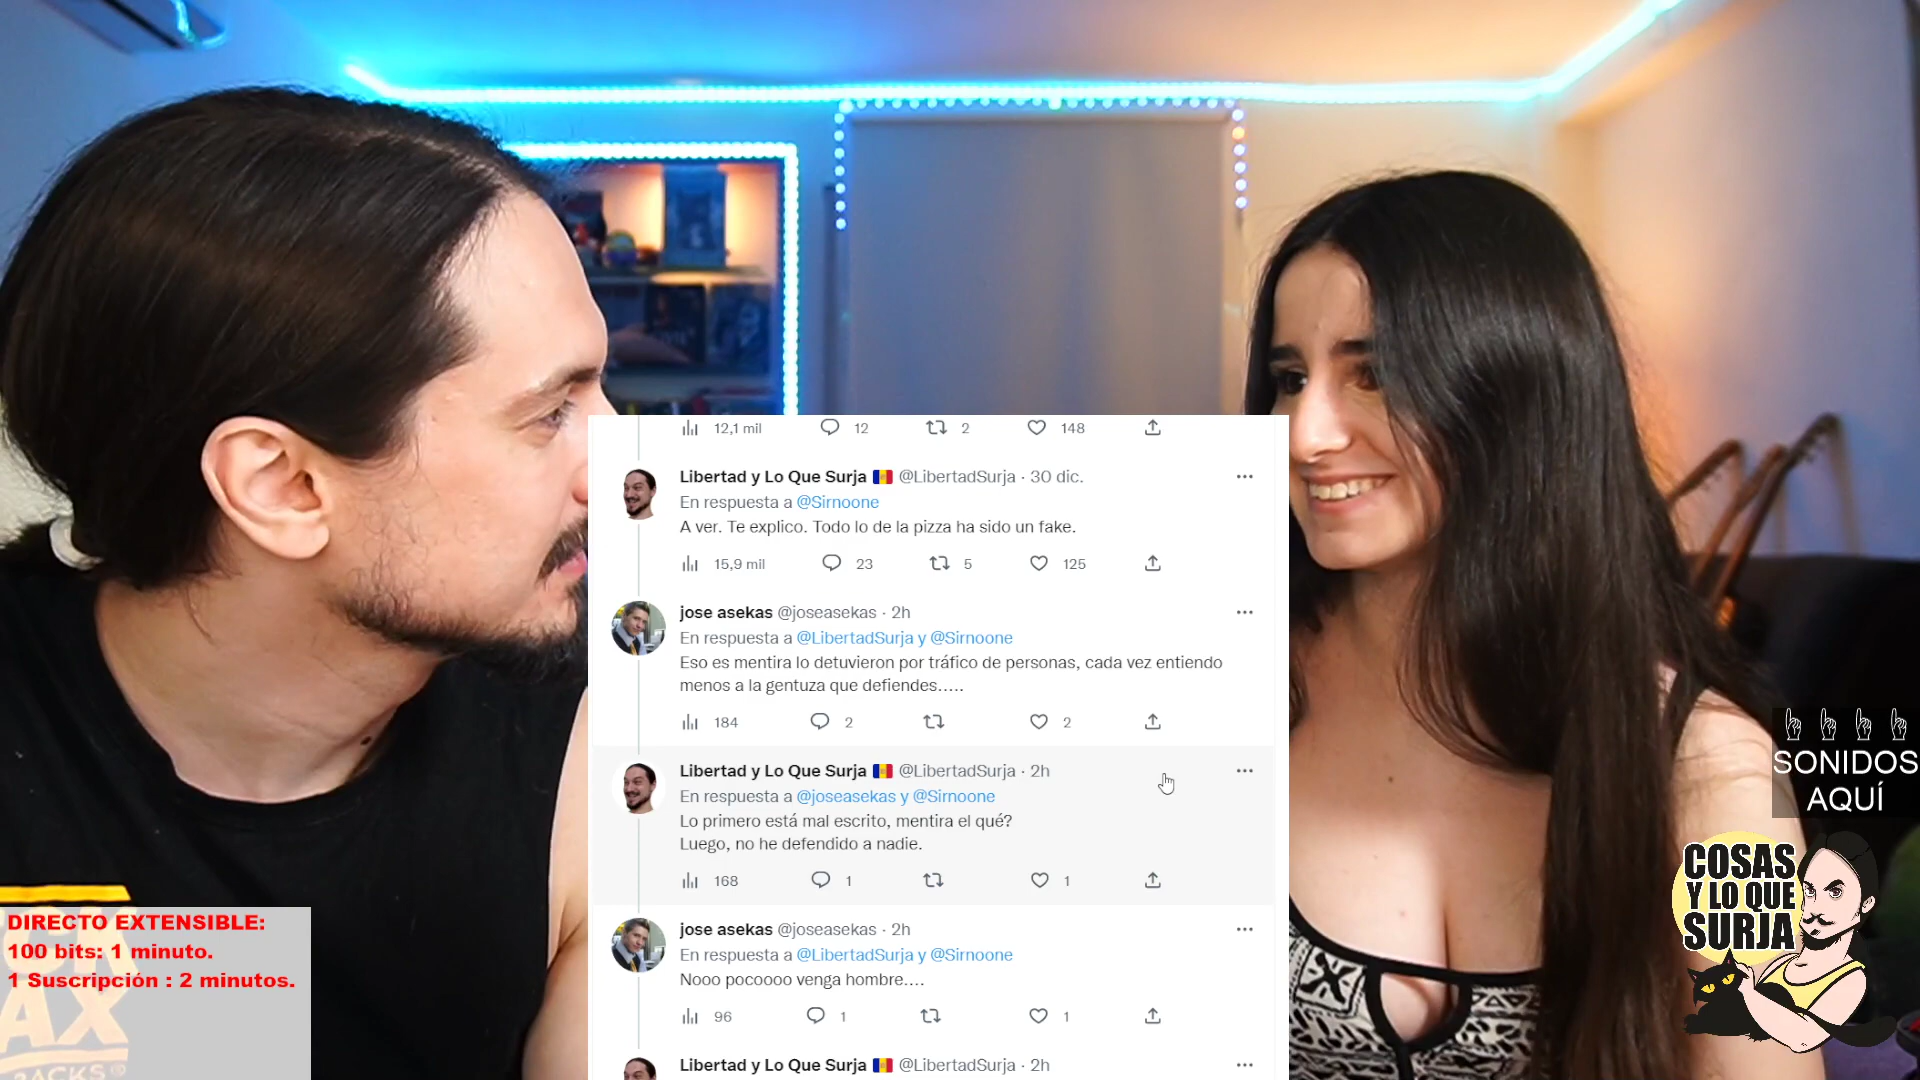 12,1 mil 12 2 148
Libertad y Lo Que Surja @LibertadSurja · 30 dic.
En respuesta a @Sirnoone
A ver. Te explico. Todo lo de la pizza ha sido un fake.
15,9 mil 23 5 125
jose asekas @joseasekas · 2h
En respuesta a @LibertadSurja y @Sirnoone
Eso es mentira lo detuvieron por tráfico de personas, cada vez entiendo
menos a la gentuza que defiendes.....
184 2 2
Libertad y Lo Que Surja @LibertadSurja · 2h
En respuesta a @joseasekas y @Sirnoone
Lo primero está mal escrito, mentira el qué?
Luego, no he defendido a nadie.
168 1 1
jose asekas @joseasekas · 2h
En respuesta a @LibertadSurja y @Sirnoone
Nooo pocoooo venga hombre....
96 1 1
Libertad y Lo Que Surja @LibertadSurja · 2h
DIRECTO EXTENSIBLE:
100 bits: 1 minuto.
1 Suscripción : 2 minutos.
SONIDOS
AQUÍ
COSAS
Y LO QUE
SURJA